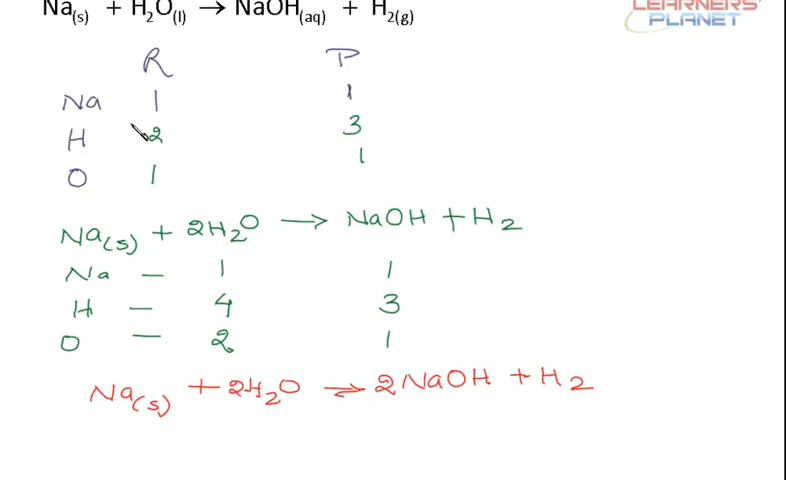 Na(s) + H2O(l) → NaOH(aq) + H2(g)
LEARNERS'
PLANET
R P
Na 1 1
H 2 3
O 1 1
Na(s) + 2H2O → NaOH + H2
Na — 1 1
H — 4 3
O — 2 1
Na(s) + 2H2O ⇌ 2NaOH + H2